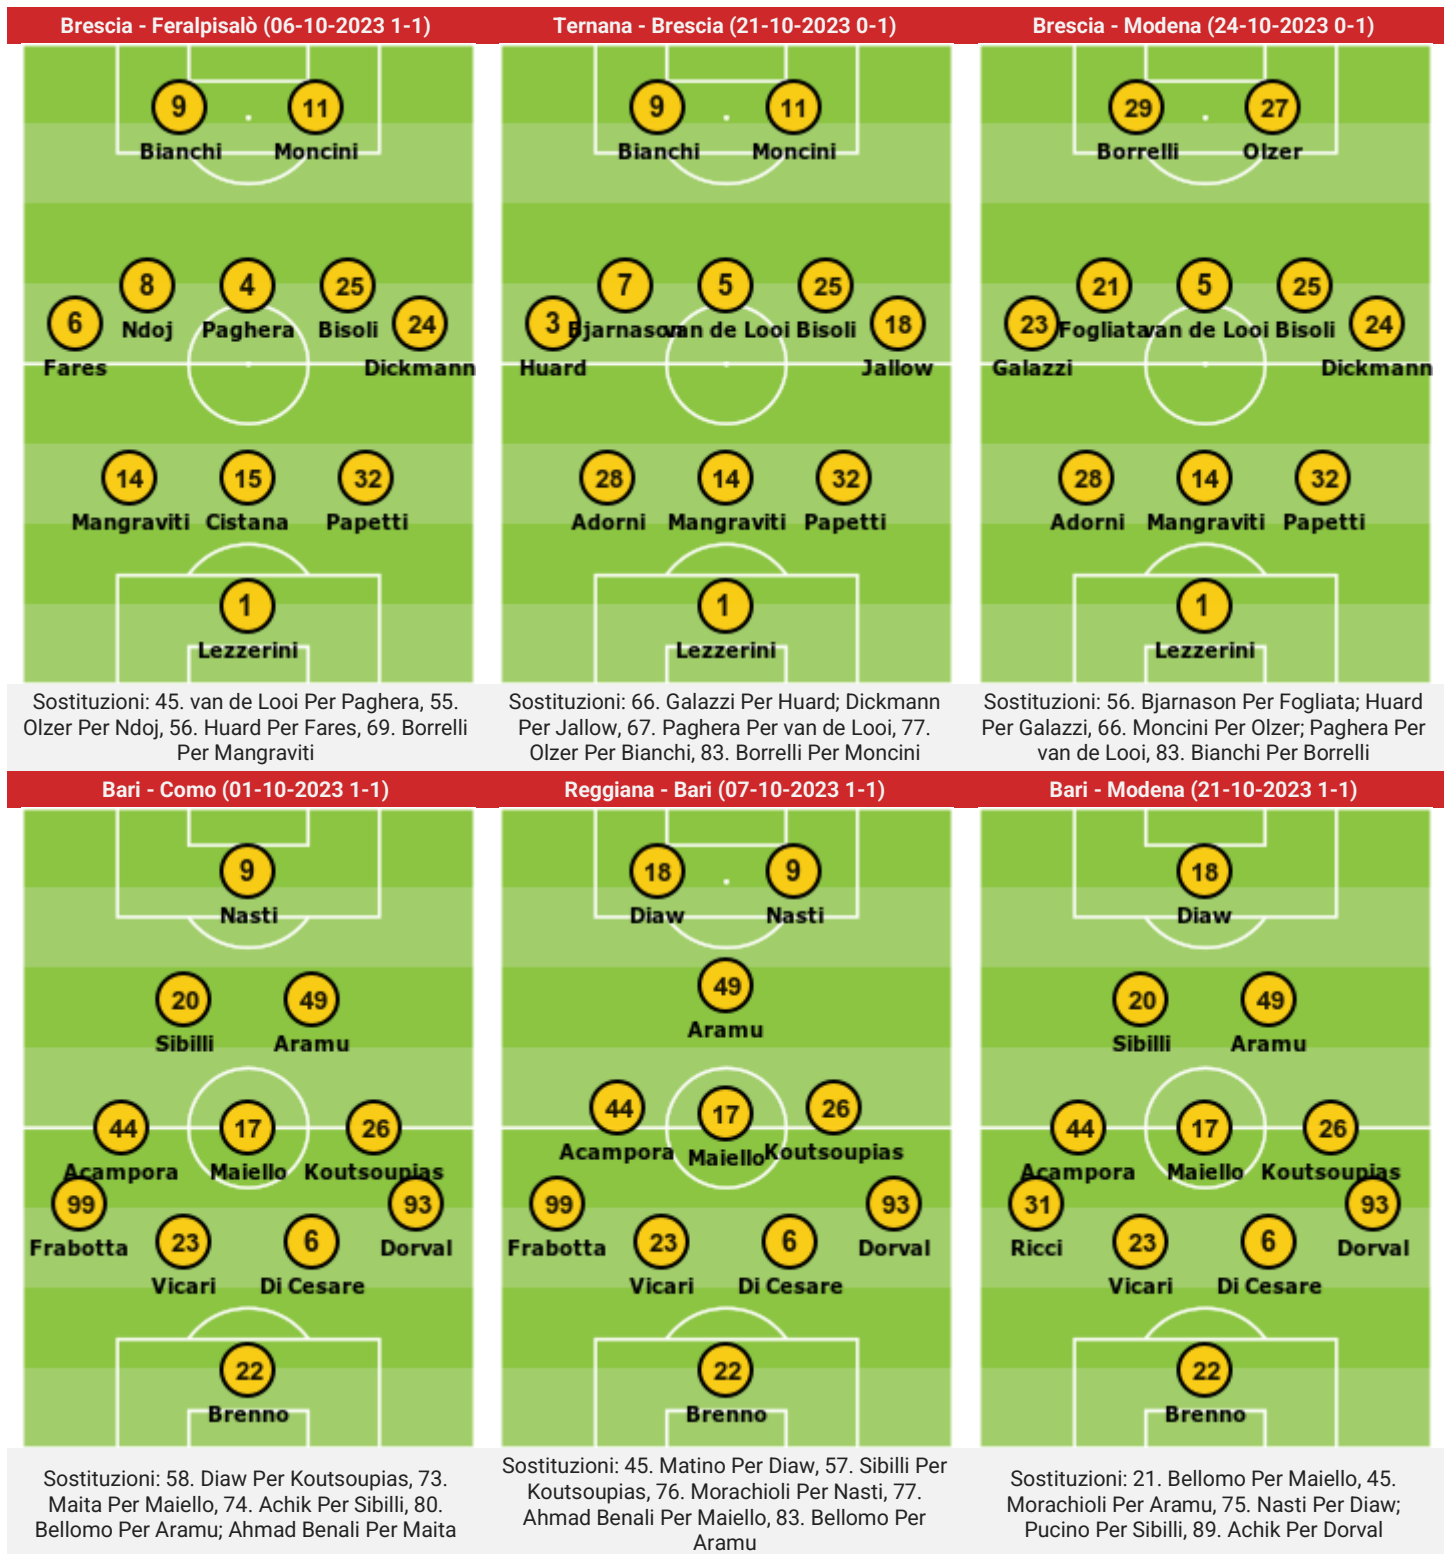 Brescia - Feralpisalò (06-10-2023 1-1)
9 11
Bianchi Moncini
8 4 25
6 Ndoj Paghera Bisoli 24
Fares Dickmann
14 15 32
Mangraviti Cistana Papetti
1
Lezzerini
Sostituzioni: 45. van de Looi Per Paghera, 55.
Olzer Per Ndoj, 56. Huard Per Fares, 69. Borrelli
Per Mangraviti
Ternana - Brescia (21-10-2023 0-1)
9 11
Bianchi Moncini
7 5 25
3 Bjarnason van de Looi Bisoli 18
Huard Jallow
28 14 32
Adorni Mangraviti Papetti
1
Lezzerini
Sostituzioni: 66. Galazzi Per Huard; Dickmann
Per Jallow, 67. Paghera Per van de Looi, 77.
Olzer Per Bianchi, 83. Borrelli Per Moncini
Brescia - Modena (24-10-2023 0-1)
29 27
Borrelli Olzer
21 5 25
23 Fogliata van de Looi Bisoli 24
Galazzi Dickmann
28 14 32
Adorni Mangraviti Papetti
1
Lezzerini
Sostituzioni: 56. Bjarnason Per Fogliata; Huard
Per Galazzi, 66. Moncini Per Olzer; Paghera Per
van de Looi, 83. Bianchi Per Borrelli
Bari - Como (01-10-2023 1-1)
9
Nasti
20 49
Sibilli Aramu
44 17 26
Acampora Maiello Koutsoupias
99 93
Frabotta 23 6 Dorval
Vicari Di Cesare
22
Brenno
Sostituzioni: 58. Diaw Per Koutsoupias, 73.
Maita Per Maiello, 74. Achik Per Sibilli, 80.
Bellomo Per Aramu; Ahmad Benali Per Maita
Reggiana - Bari (07-10-2023 1-1)
18 9
Diaw Nasti
49
Aramu
44 17 26
Acampora Maiello Koutsoupias
99 93
Frabotta 23 6 Dorval
Vicari Di Cesare
22
Brenno
Sostituzioni: 45. Matino Per Diaw, 57. Sibilli Per
Koutsoupias, 76. Morachioli Per Nasti, 77.
Ahmad Benali Per Maiello, 83. Bellomo Per
Aramu
Bari - Modena (21-10-2023 1-1)
18
Diaw
20 49
Sibilli Aramu
44 17 26
Acampora Maiello Koutsoupias
31 93
Ricci 23 6 Dorval
Vicari Di Cesare
22
Brenno
Sostituzioni: 21. Bellomo Per Maiello, 45.
Morachioli Per Aramu, 75. Nasti Per Diaw;
Pucino Per Sibilli, 89. Achik Per Dorval